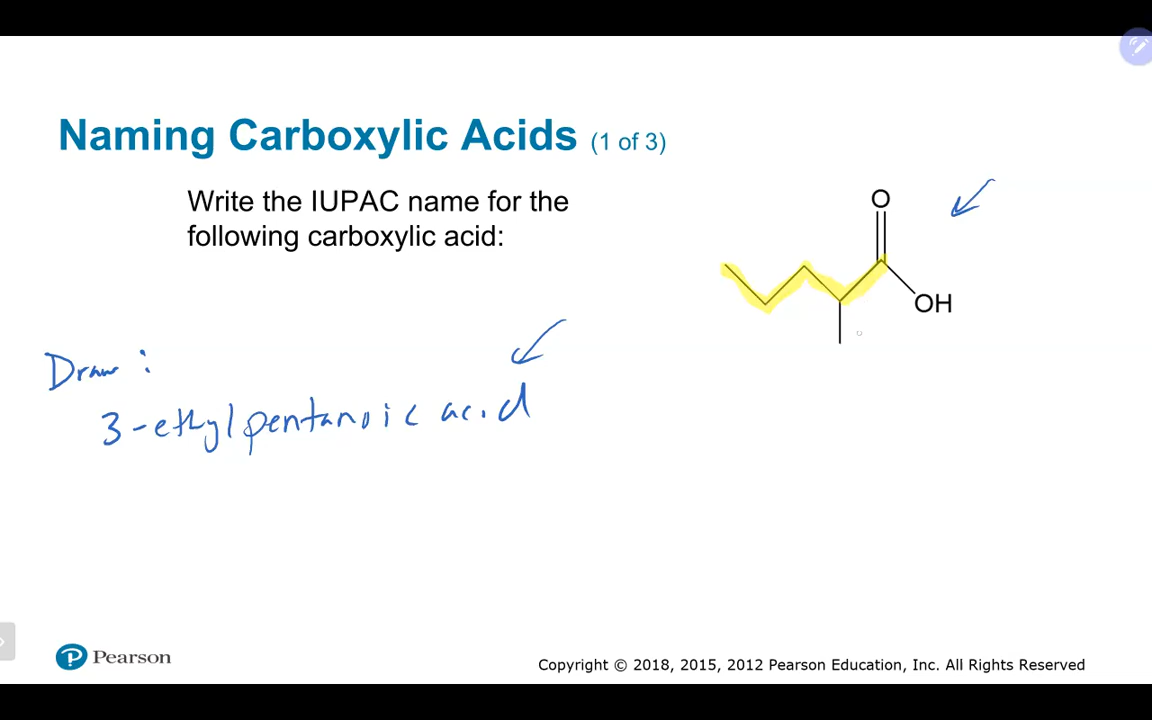 Naming Carboxylic Acids (1 of 3)
Write the IUPAC name for the
following carboxylic acid:
O
OH
Draw:
3-ethylpentanoic acid
Pearson
Copyright © 2018, 2015, 2012 Pearson Education, Inc. All Rights Reserved